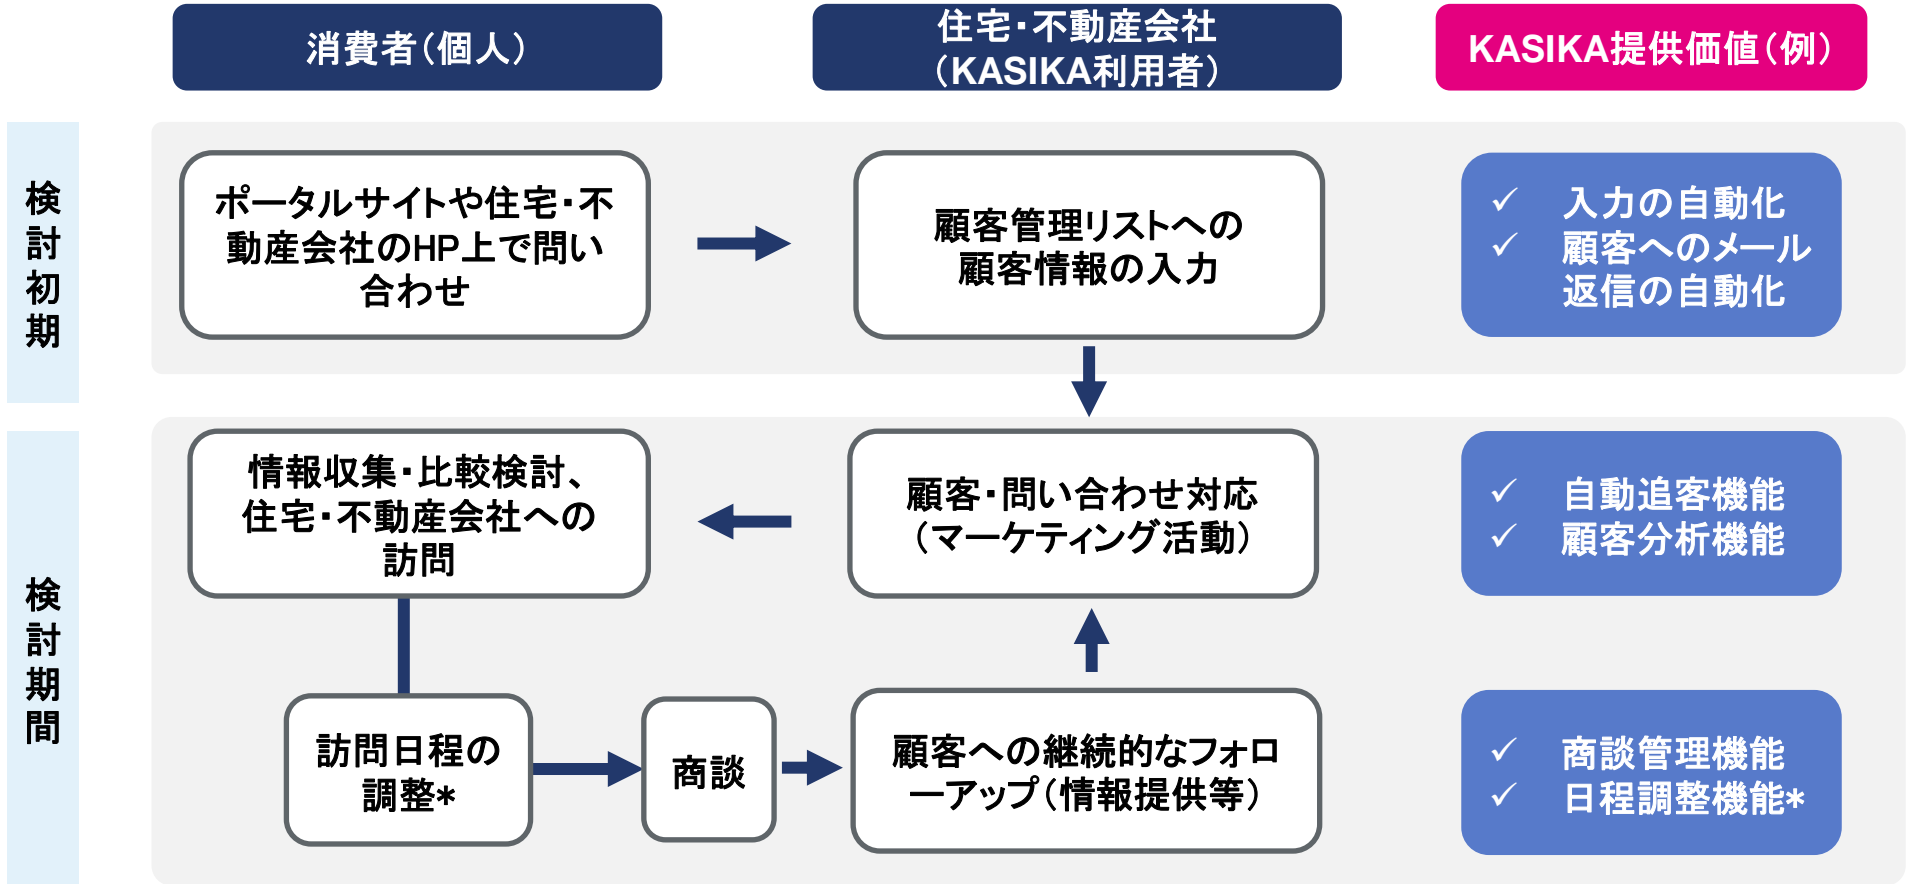 消費者(個人)
住宅・不動産会社
(KASIKA利用者)
KASIKA提供価値(例)
検討初期
ポータルサイトや住宅・不
動産会社のHP上で問い
合わせ
顧客管理リストへの
顧客情報の入力
✓ 入力の自動化
✓ 顧客へのメール
返信の自動化
検討期間
情報収集・比較検討、
住宅・不動産会社への
訪問
顧客・問い合わせ対応
(マーケティング活動)
✓ 自動追客機能
✓ 顧客分析機能
訪問日程の
調整*
商談
顧客への継続的なフォロ
ーアップ(情報提供等)
✓ 商談管理機能
✓ 日程調整機能*